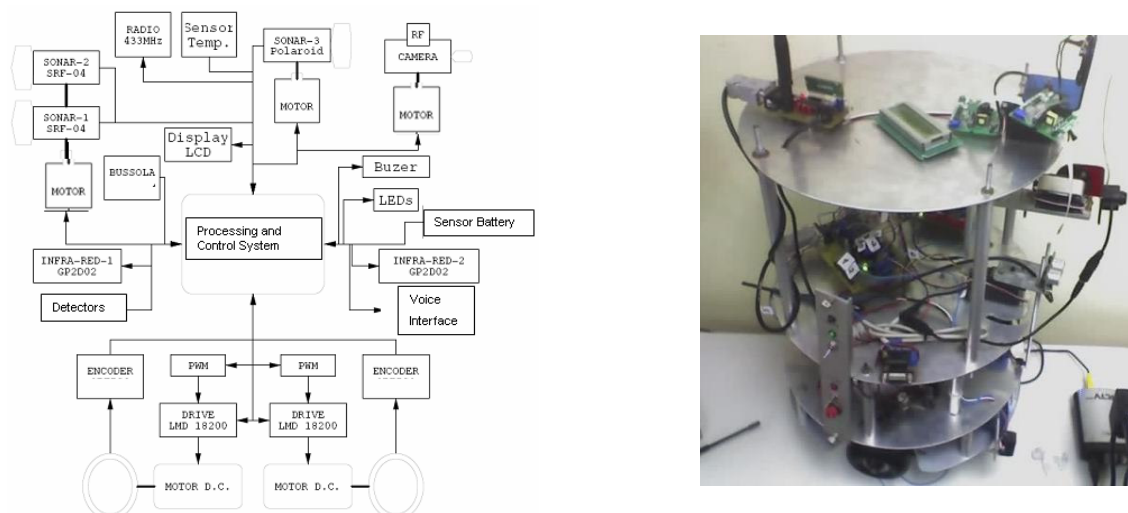 RADIO
433MHz
Sensor
Temp.
SONAR-3
Polaroid
RF
CAMERA
SONAR-2
SRF-04
SONAR-1
SRF-04
MOTOR
MOTOR
Display
LCD
MOTOR
BUSSOLA
Buzer
LEDs
Sensor Battery
Processing and
Control System
INFRA-RED-1
GP2D02
INFRA-RED-2
GP2D02
Detectors
Voice
Interface
ENCODER
PWM
PWM
ENCODER
DRIVE
LMD 18200
DRIVE
LMD 18200
MOTOR D.C.
MOTOR D.C.